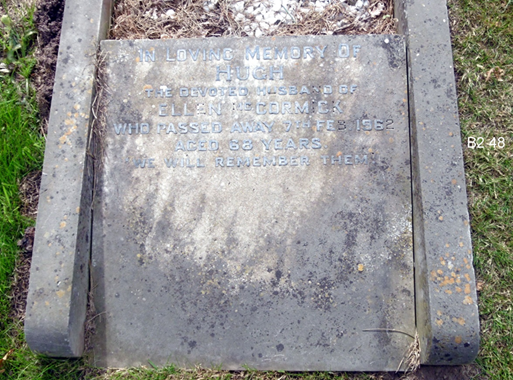 IN LOVING MEMORY OF
HUGH
THE DEVOTED HUSBAND OF
ELLAN MCCORMICK
WHO PASSED AWAY 7TH FEB 1962
AGED 68 YEARS
WE WILL REMEMBER THEM
B2 48